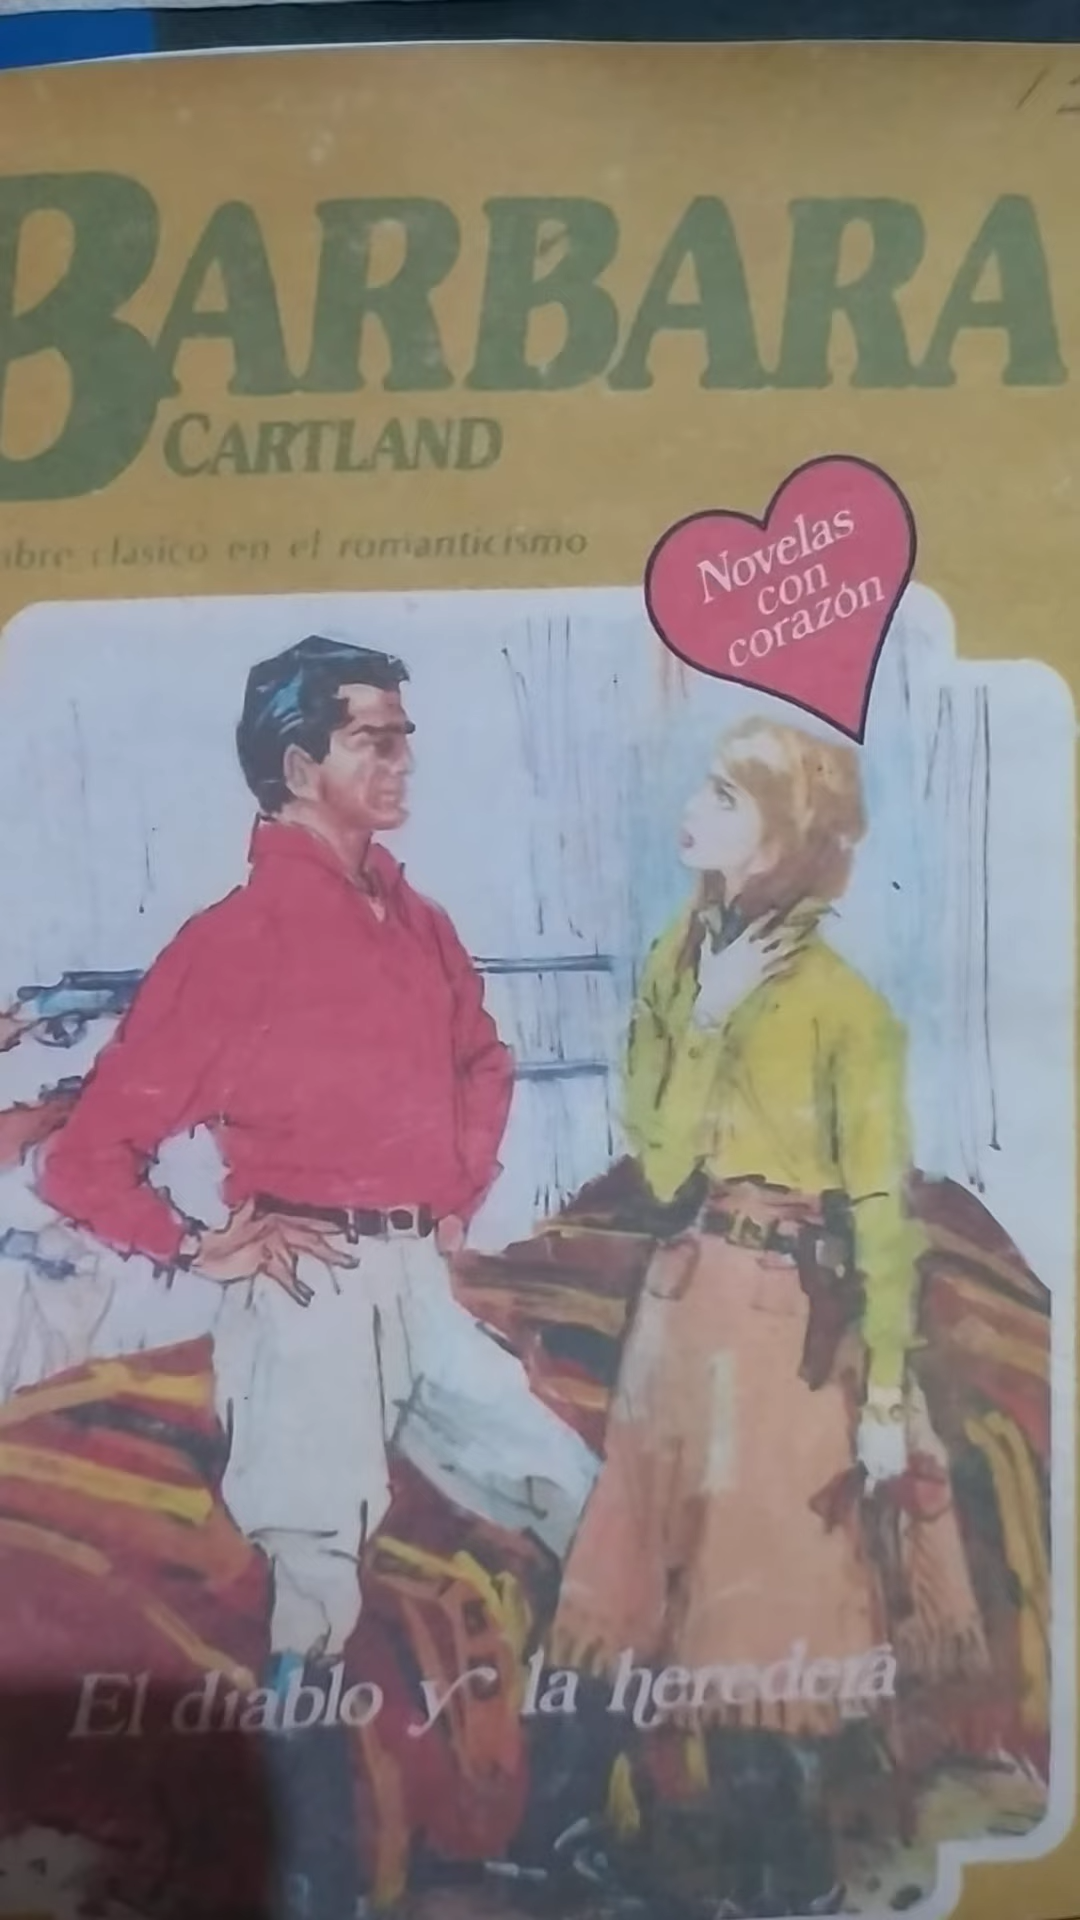 BARBARA
CARTLAND
clasico en el romanticismo
Novelas
con
corazón
El diablo y la heredera